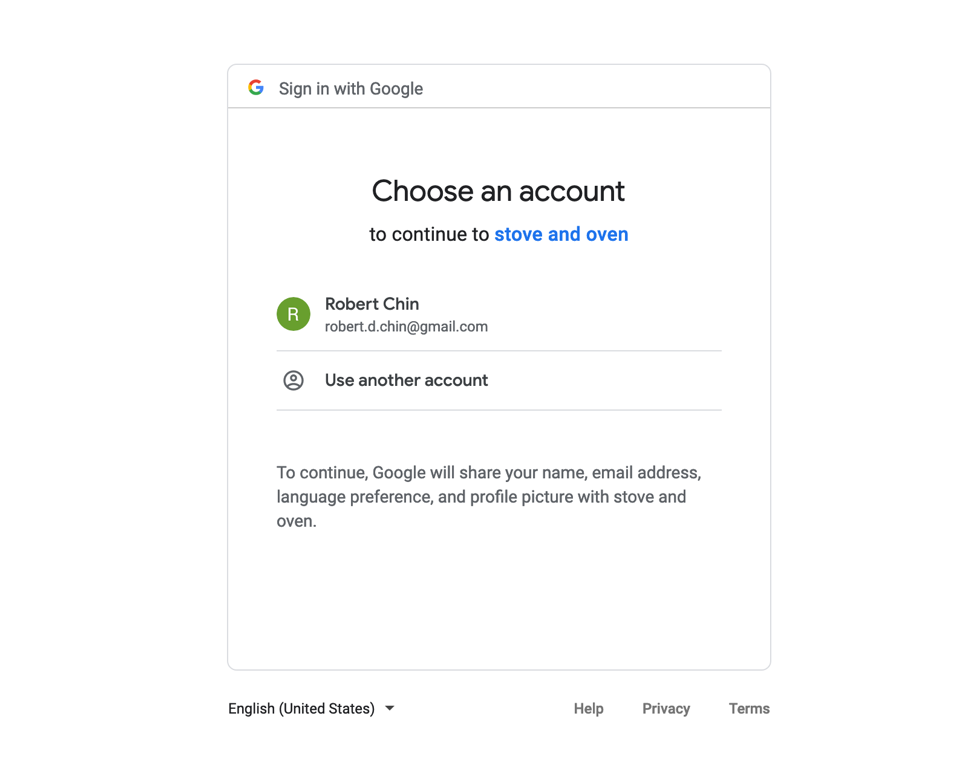 Sign in with Google
Choose an account
to continue to stove and oven
R
Robert Chin
robert.d.chin@gmail.com
Use another account
To continue, Google will share your name, email address,
language preference, and profile picture with stove and
oven.
English (United States)
Help Privacy Terms